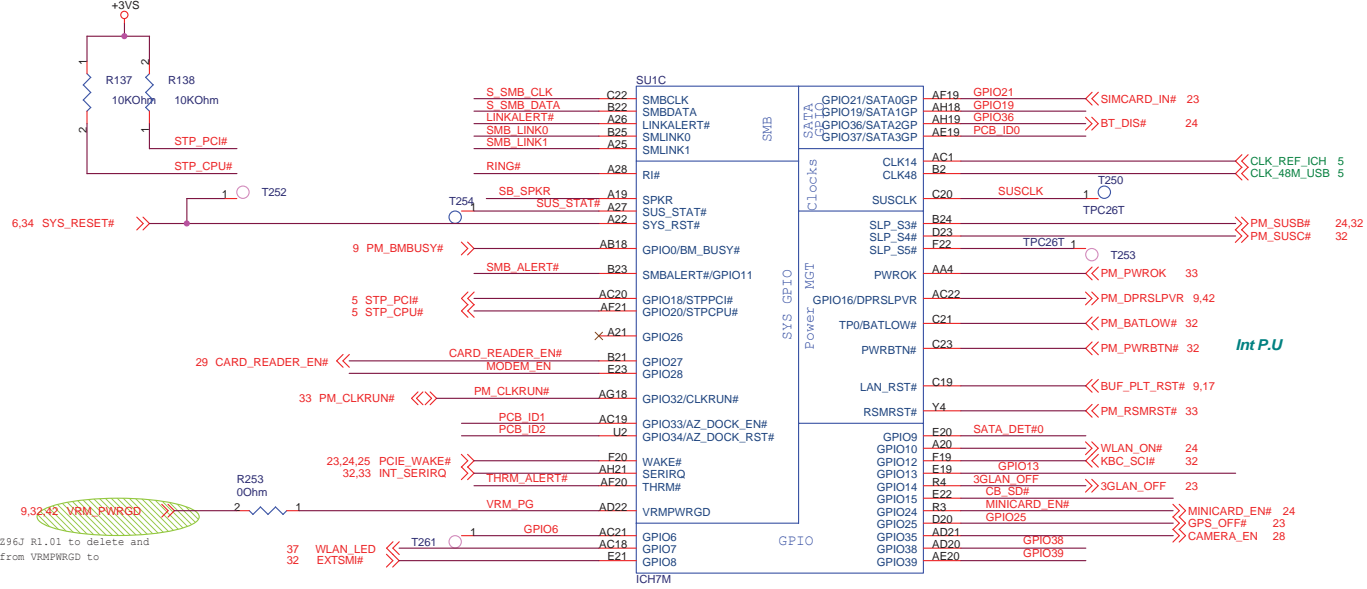 +3VS
1
2
R137
R138
10KOhm
10KOhm
2
1
STP_PCI#
STP_CPU#
1
T252
6,34 SYS_RESET#
SU1C
S_SMB_CLK C22 SMBCLK
S_SMB_DATA B22 SMBDATA
LINKALERT# A26 LINKALERT#
SMB_LINK0 B25 SMLINK0
SMB_LINK1 A25 SMLINK1
RING# A28 RI#
SB_SPKR A19 SPKR
T254 1 SUS_STAT# A27 SUS_STAT#
A22 SYS_RST#
9 PM_BMBUSY# AB18 GPIO0/BM_BUSY#
SMB_ALERT# B23 SMBALERT#/GPIO11
5 STP_PCI# AC20 GPIO18/STPPCI#
5 STP_CPU# AF21 GPIO20/STPCPU#
A21 GPIO26
29 CARD_READER_EN# CARD_READER_EN# B21 GPIO27
MODEM_EN E23 GPIO28
33 PM_CLKRUN# PM_CLKRUN# AG18 GPIO32/CLKRUN#
PCB_ID1 AC19 GPIO33/AZ_DOCK_EN#
PCB_ID2 U2 GPIO34/AZ_DOCK_RST#
23,24,25 PCIE_WAKE# F20 WAKE#
32,33 INT_SERIRQ AH21 SERIRQ
THRM_ALERT# AF20 THRM#
R253
0Ohm
9,32,42 VRM_PWRGD 2 1 VRM_PG AD22 VRMPWRGD
Z96J R1.01 to delete and
from VRMPWRGD to
T261 1 GPIO6 AC21 GPIO6
37 WLAN_LED AC18 GPIO7
32 EXTSMI# E21 GPIO8
ICH7M
SMB
SATA
GPIO
Clocks
SYS GPIO
Power MGT
GPIO
GPIO21/SATA0GP AF19 GPIO21 SIMCARD_IN# 23
GPIO19/SATA1GP AH18 GPIO19
GPIO36/SATA2GP AH19 GPIO36 BT_DIS# 24
GPIO37/SATA3GP AE19 PCB_ID0
CLK14 AC1 CLK_REF_ICH 5
CLK48 B2 CLK_48M_USB 5
SUSCLK C20 SUSCLK 1 T250
TPC26T
SLP_S3# B24 PM_SUSB# 24,32
SLP_S4# D23 PM_SUSC# 32
SLP_S5# F22 TPC26T 1 T253
PWROK AA4 PM_PWROK 33
GPIO16/DPRSLPVR AC22 PM_DPRSLPVR 9,42
TP0/BATLOW# C21 PM_BATLOW# 32
PWRBTN# C23 PM_PWRBTN# 32 Int P.U
LAN_RST# C19 BUF_PLT_RST# 9,17
RSMRST# Y4 PM_RSMRST# 33
GPIO9 E20 SATA_DET#0
GPIO10 A20 WLAN_ON# 24
GPIO12 F19 KBC_SCI# 32
GPIO13 E19 GPIO13
GPIO14 R4 3GLAN_OFF 3GLAN_OFF 23
GPIO15 E22 CB_SD#
GPIO24 R3 MINICARD_EN# MINICARD_EN# 24
GPIO25 D20 GPIO25 GPS_OFF# 23
GPIO35 AD21 CAMERA_EN 28
GPIO38 AD20 GPIO38
GPIO39 AE20 GPIO39